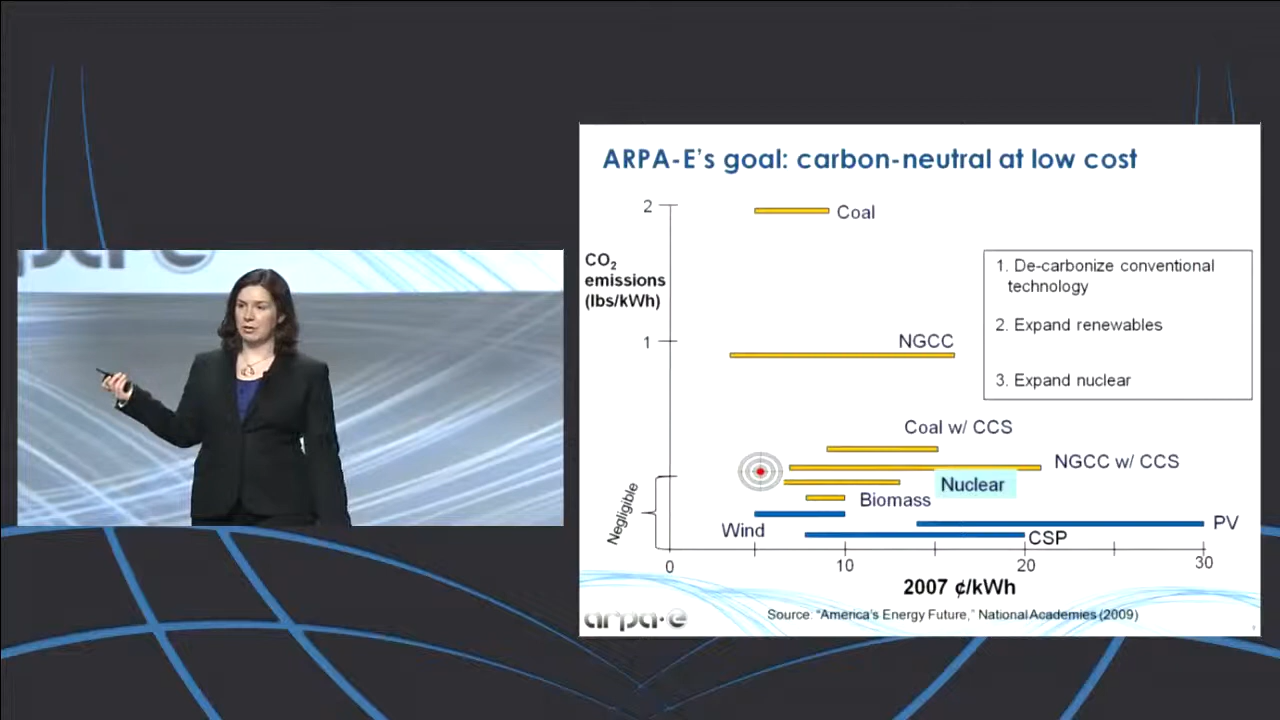 ARPA-E's goal: carbon-neutral at low cost
2
Coal
CO2
emissions
(lbs/kWh)
1. De-carbonize conventional
technology
2. Expand renewables
3. Expand nuclear
1
NGCC
Coal w/ CCS
NGCC w/ CCS
Nuclear
Biomass
Negligible
Wind
PV
CSP
0
10
20
30
2007 ¢/kWh
Source: "America's Energy Future," National Academies (2009)
arpa·e